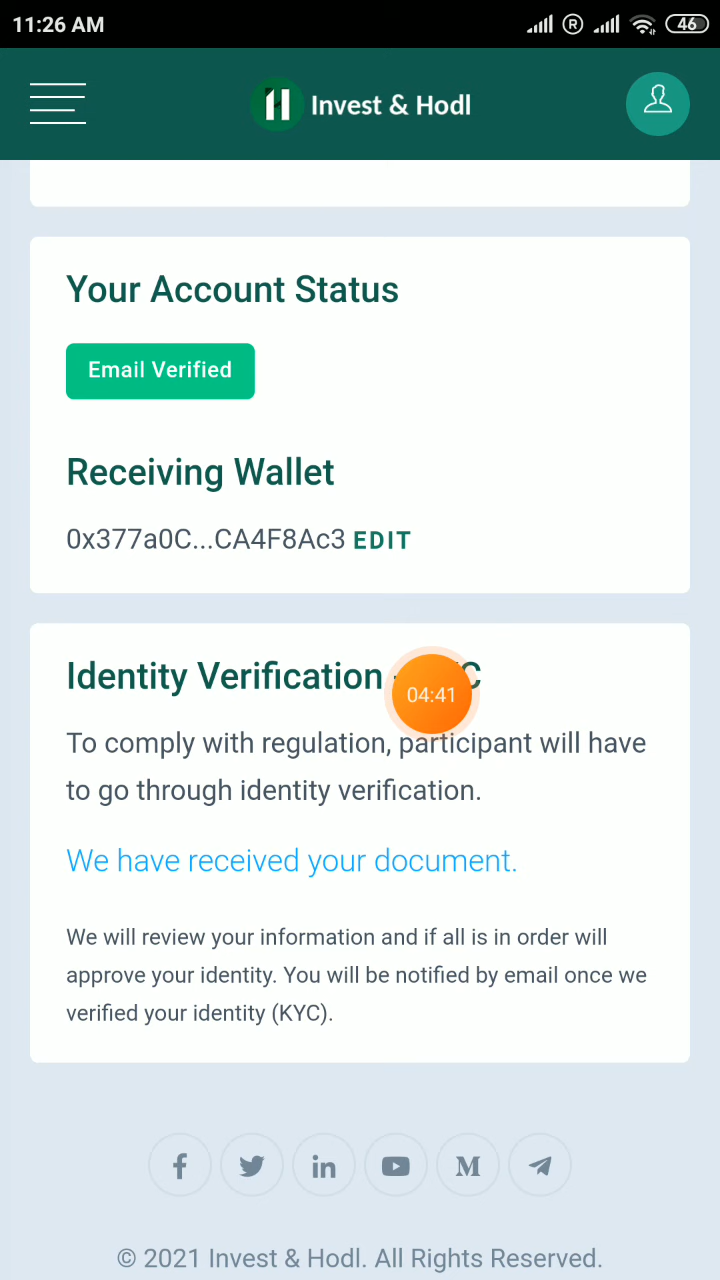 11:26 AM
R
46
Invest & Hodl
Your Account Status
Email Verified
Receiving Wallet
0x377a0C...CA4F8Ac3 EDIT
Identity Verification
04:41
To comply with regulation, participant will have
to go through identity verification.
We have received your document.
We will review your information and if all is in order will
approve your identity. You will be notified by email once we
verified your identity (KYC).
© 2021 Invest & Hodl. All Rights Reserved.